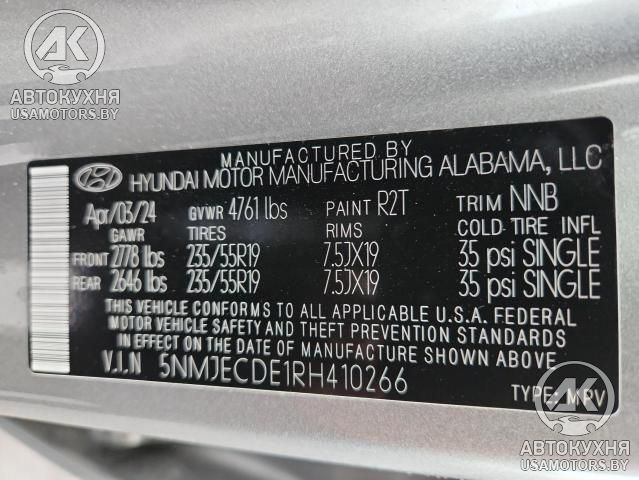 AK
АВТОКУХНЯ
USAMOTORS.BY
MANUFACTURED BY
HYUNDAI MOTOR MANUFACTURING ALABAMA, LLC
Apr/03/24 GVWR 4761 lbs PAINT R2T TRIM NNB
GAWR TIRES RIMS COLD TIRE INFL
FRONT 2778 lbs 235/55R19 7.5JX19 35 psi SINGLE
REAR 2646 lbs 235/55R19 7.5JX19 35 psi SINGLE
THIS VEHICLE CONFORMS TO ALL APPLICABLE U.S.A. FEDERAL
MOTOR VEHICLE SAFETY AND THEFT PREVENTION STANDARDS
IN EFFECT ON THE DATE OF MANUFACTURE SHOWN ABOVE.
V.I.N 5NMJECDE1RH410266
TYPE: MPV
AK
АВТОКУХНЯ
USAMOTORS.BY